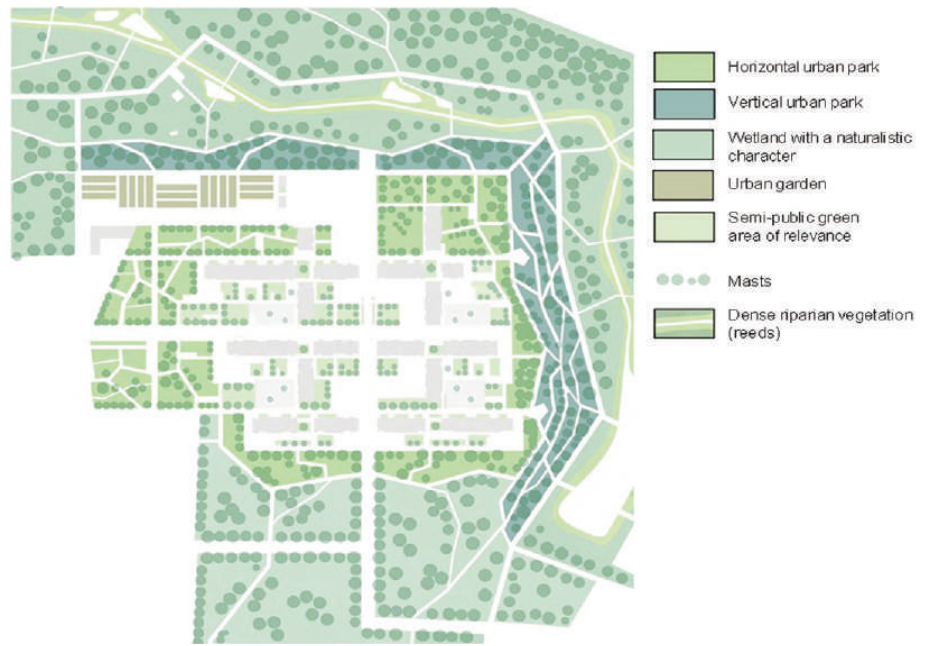 Horizontal urban park
Vertical urban park
Wetland with a naturalistic
character
Urban garden
Semi-public green
area of relevance
Masts
Dense riparian vegetation
(reeds)